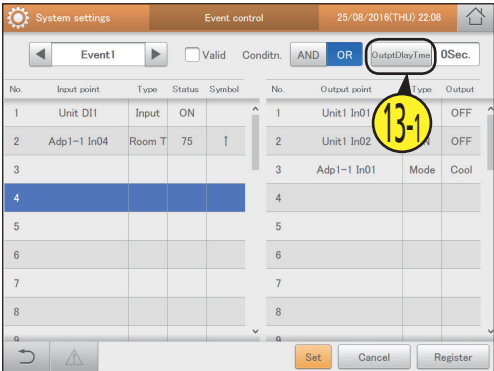 System settings Event control 25/08/2016(THU) 22:08
Event1 Valid Conditn. AND OR OutptDlayTme 0Sec.
13-1
No. Input point Type Status Symbol No. Output point Type Output
1 Unit DI1 Input ON 1 Unit1 In01 OFF
2 Adp1-1 In04 Room T 75 ↑ 2 Unit1 In02 OFF
3 3 Adp1-1 In01 Mode Cool
4 4
5 5
6 6
7 7
8 8
9 9
Set Cancel Register